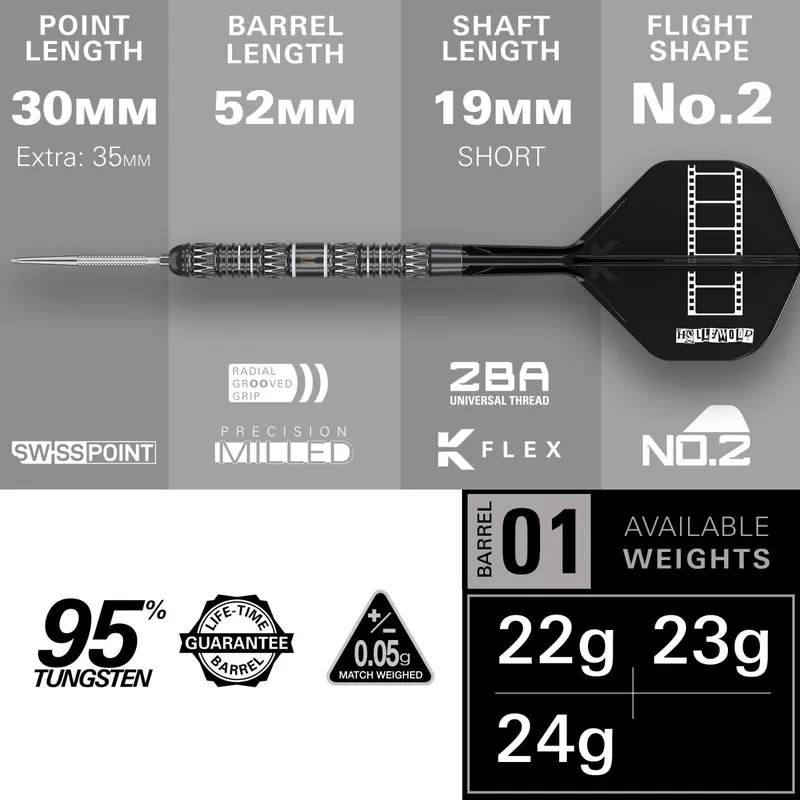 POINT
LENGTH
30MM
Extra: 35MM
SWISSPOINT
BARREL
LENGTH
52MM
RADIAL
GROOVED
GRIP
PRECISION
MILLED
SHAFT
LENGTH
19MM
SHORT
2BA
UNIVERSAL THREAD
K FLEX
FLIGHT
SHAPE
No.2
K
HOLLYWOOD
NO.2
95%
TUNGSTEN
LIFE-TIME
GUARANTEE
BARREL
+/-
0.05g
MATCH WEIGHED
BARREL
01
AVAILABLE
WEIGHTS
22g 23g
24g